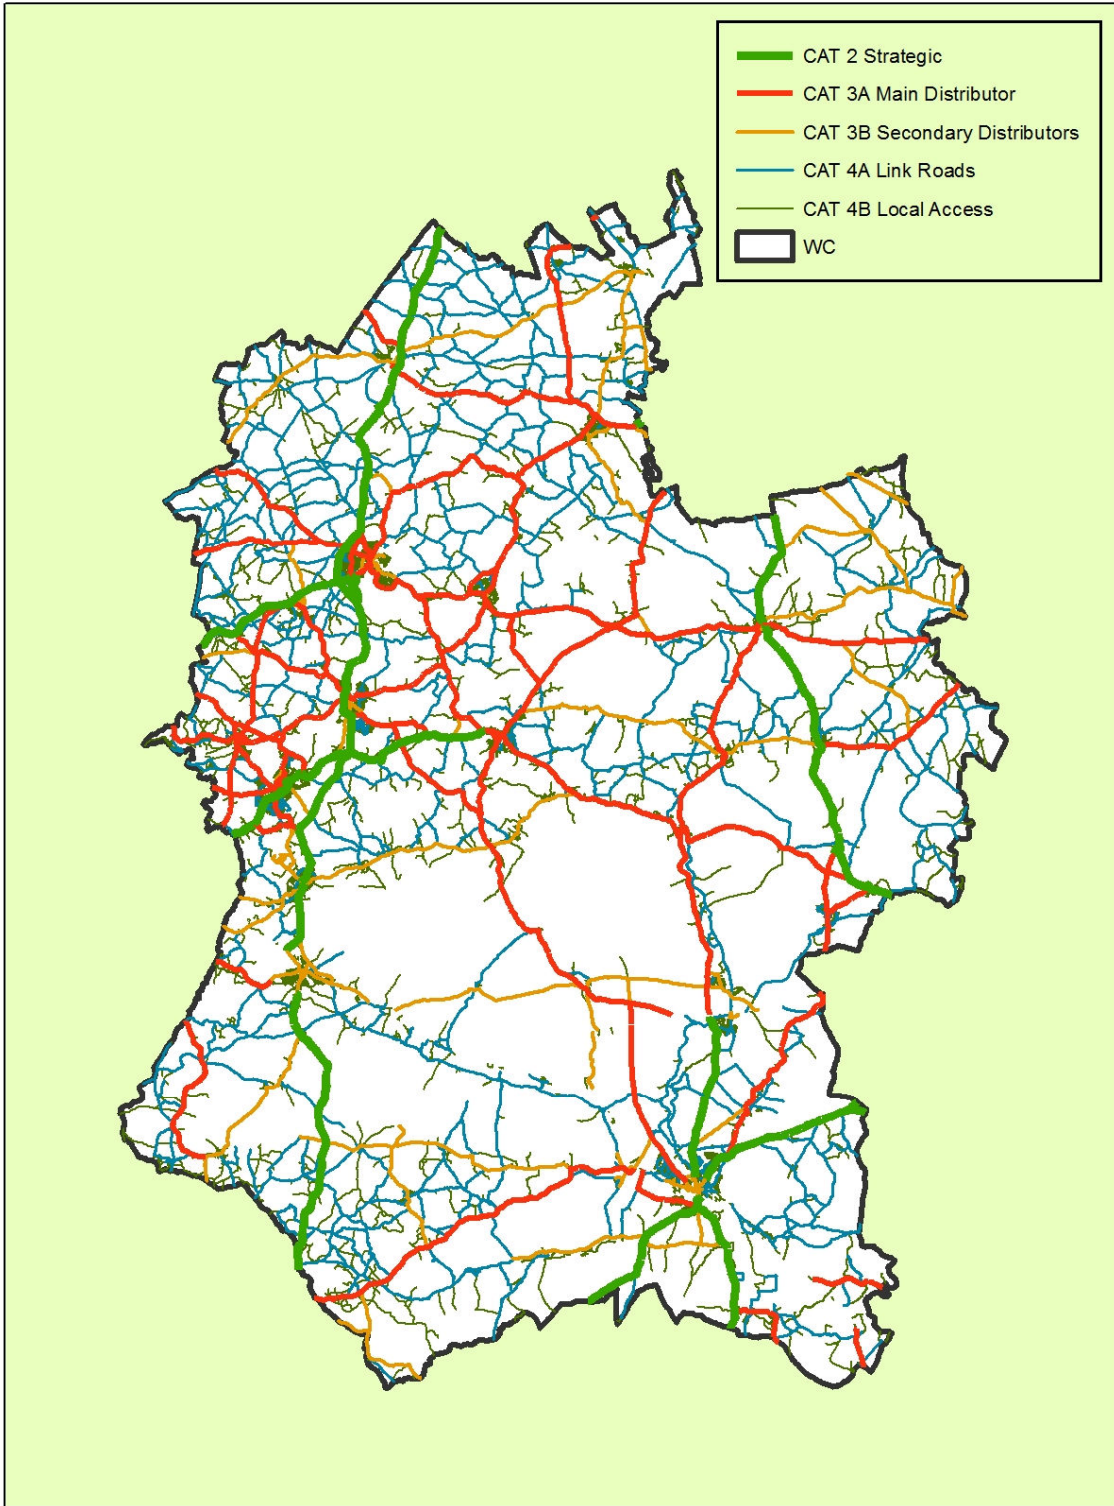 CAT 2 Strategic
CAT 3A Main Distributor
CAT 3B Secondary Distributors
CAT 4A Link Roads
CAT 4B Local Access
WC